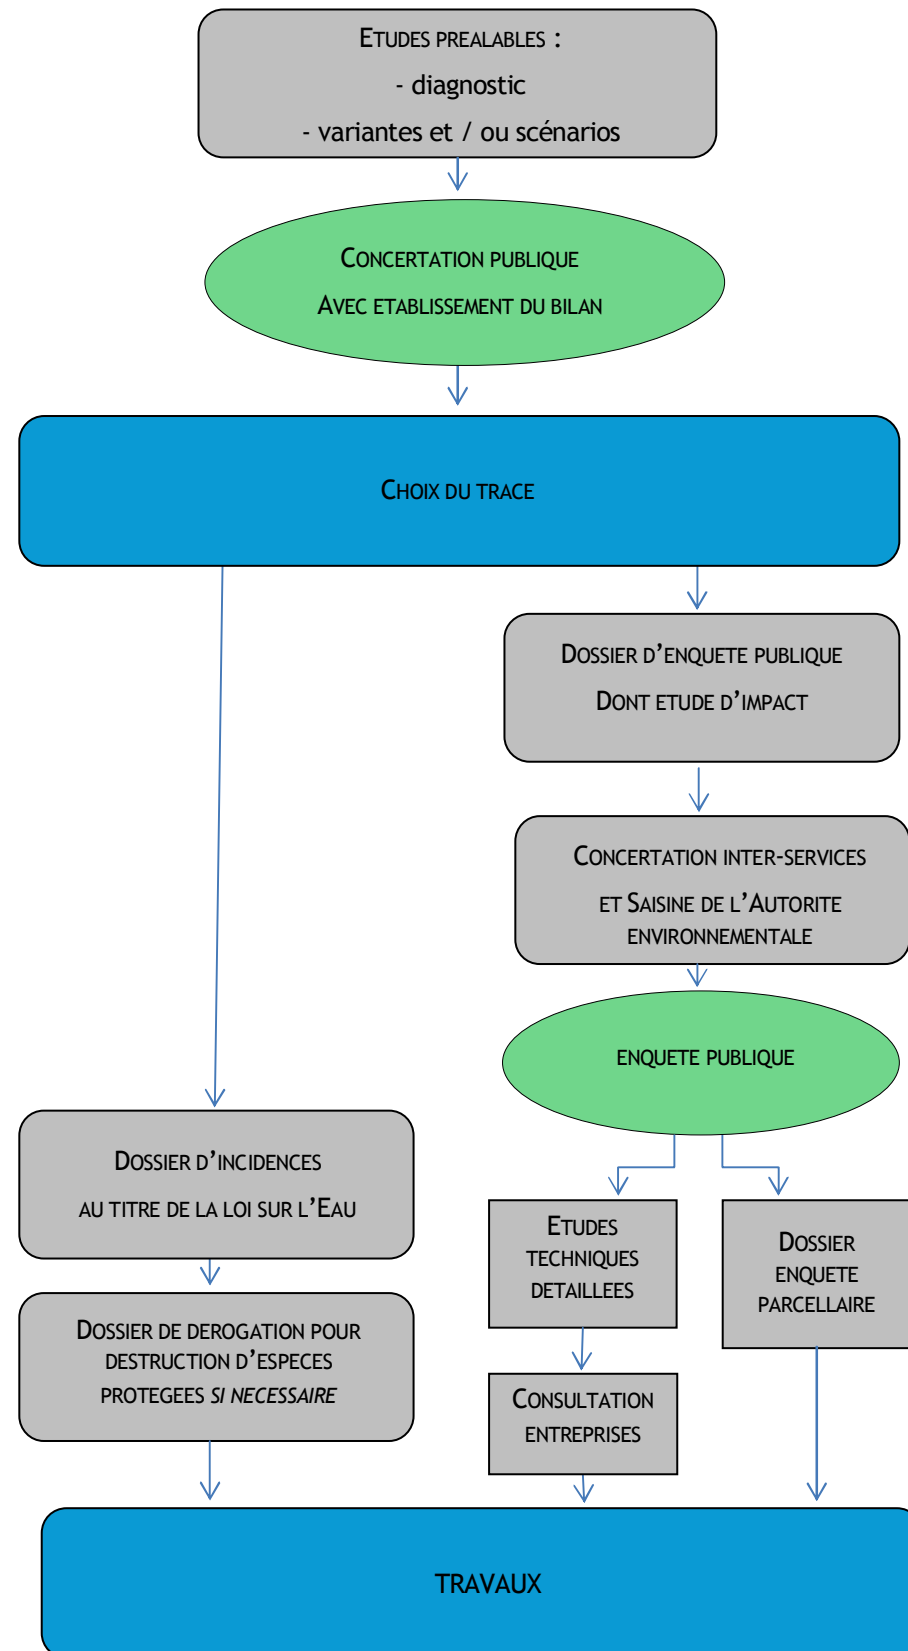 ETUDES PREALABLES :
- diagnostic
- variantes et / ou scénarios
CONCERTATION PUBLIQUE
AVEC ETABLISSEMENT DU BILAN
CHOIX DU TRACE
DOSSIER D'ENQUETE PUBLIQUE
DONT ETUDE D'IMPACT
CONCERTATION INTER-SERVICES
ET SAISINE DE L'AUTORITE
ENVIRONNEMENTALE
ENQUETE PUBLIQUE
DOSSIER D'INCIDENCES
AU TITRE DE LA LOI SUR L'EAU
DOSSIER DE DEROGATION POUR
DESTRUCTION D'ESPECES
PROTEGEES SI NECESSAIRE
ETUDES
TECHNIQUES
DETAILLEES
CONSULTATION
ENTREPRISES
DOSSIER
ENQUETE
PARCELLAIRE
TRAVAUX